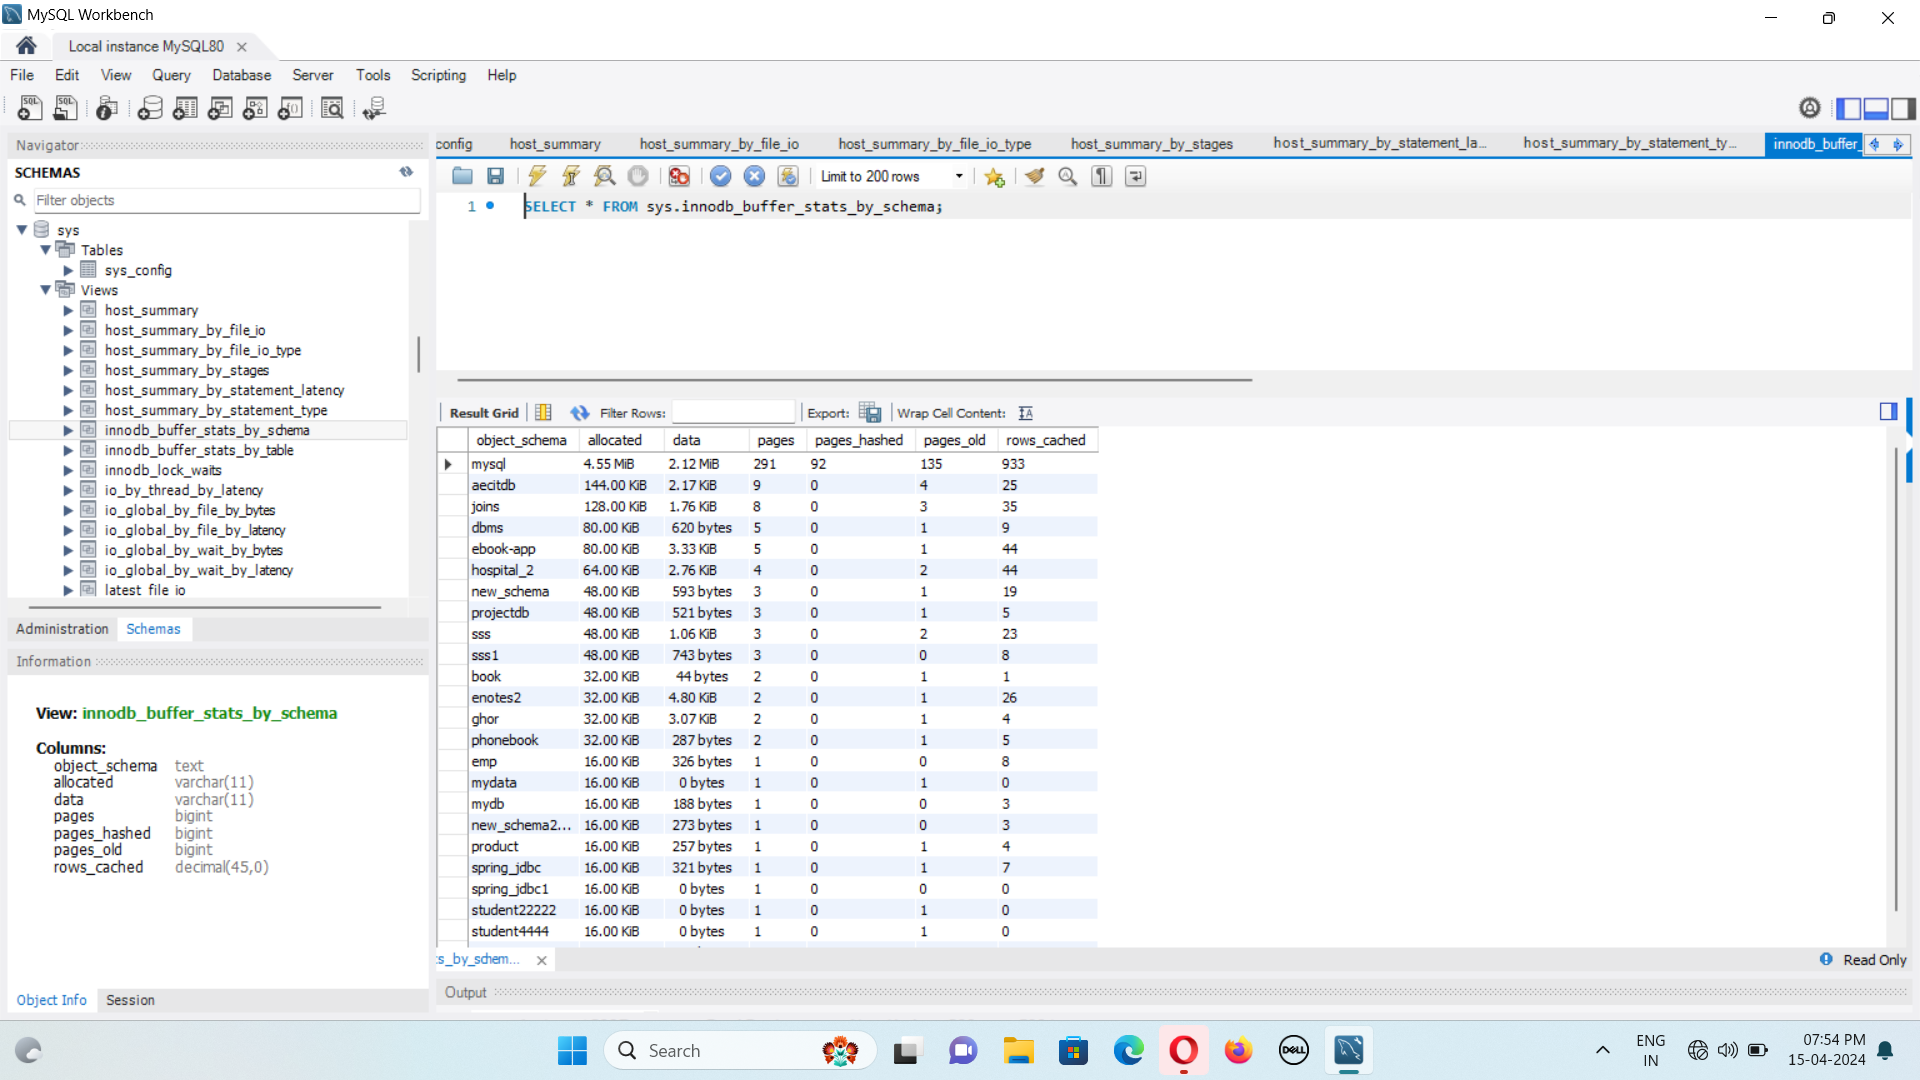 MySQL Workbench
Local instance MySQL80
File Edit View Query Database Server Tools Scripting Help
Navigator
SCHEMAS
Filter objects
sys
Tables
sys_config
Views
host_summary
host_summary_by_file_io
host_summary_by_file_io_type
host_summary_by_stages
host_summary_by_statement_latency
host_summary_by_statement_type
innodb_buffer_stats_by_schema
innodb_buffer_stats_by_table
innodb_lock_waits
io_by_thread_by_latency
io_global_by_file_by_bytes
io_global_by_file_by_latency
io_global_by_wait_by_bytes
io_global_by_wait_by_latency
latest_file_io
Administration Schemas
Information
View: innodb_buffer_stats_by_schema
Columns:
object_schema text
allocated varchar(11)
data varchar(11)
pages bigint
pages_hashed bigint
pages_old bigint
rows_cached decimal(45,0)
Object Info Session
config host_summary host_summary_by_file_io host_summary_by_file_io_type host_summary_by_stages host_summary_by_statement_la... host_summary_by_statement_ty... innodb_buffer_
Limit to 200 rows
1 SELECT * FROM sys.innodb_buffer_stats_by_schema;
Result Grid Filter Rows: Export: Wrap Cell Content: IA
object_schema allocated data pages pages_hashed pages_old rows_cached
mysql 4.55 MiB 2.12 MiB 291 92 135 933
aecitdb 144.00 KiB 2.17 KiB 9 0 4 25
joins 128.00 KiB 1.76 KiB 8 0 3 35
dbms 80.00 KiB 620 bytes 5 0 1 9
ebook-app 80.00 KiB 3.33 KiB 5 0 1 44
hospital_2 64.00 KiB 2.76 KiB 4 0 2 44
new_schema 48.00 KiB 593 bytes 3 0 1 19
projectdb 48.00 KiB 521 bytes 3 0 1 5
sss 48.00 KiB 1.06 KiB 3 0 2 23
sss1 48.00 KiB 743 bytes 3 0 0 8
book 32.00 KiB 44 bytes 2 0 1 1
enotes2 32.00 KiB 4.80 KiB 2 0 1 26
ghor 32.00 KiB 3.07 KiB 2 0 1 4
phonebook 32.00 KiB 287 bytes 2 0 1 5
emp 16.00 KiB 326 bytes 1 0 0 8
mydata 16.00 KiB 0 bytes 1 0 1 0
mydb 16.00 KiB 188 bytes 1 0 0 3
new_schema2... 16.00 KiB 273 bytes 1 0 0 3
product 16.00 KiB 257 bytes 1 0 1 4
spring_jdbc 16.00 KiB 321 bytes 1 0 1 7
spring_jdbc1 16.00 KiB 0 bytes 1 0 0 0
student22222 16.00 KiB 0 bytes 1 0 1 0
student4444 16.00 KiB 0 bytes 1 0 1 0
s_by_schem... Read Only
Output
Search
DELL
ENG
IN
07:54 PM
15-04-2024